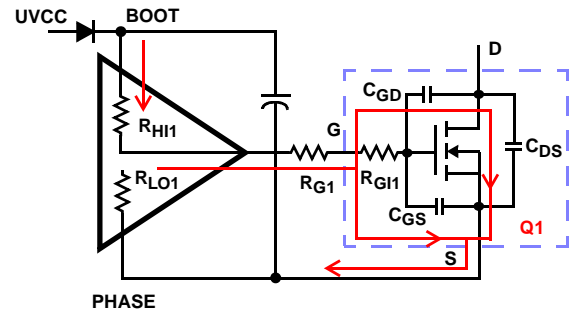 UVCC
BOOT
D
CGD
G
RHI1
CDS
RLO1
RG1
RGI1
CGS
Q1
S
PHASE